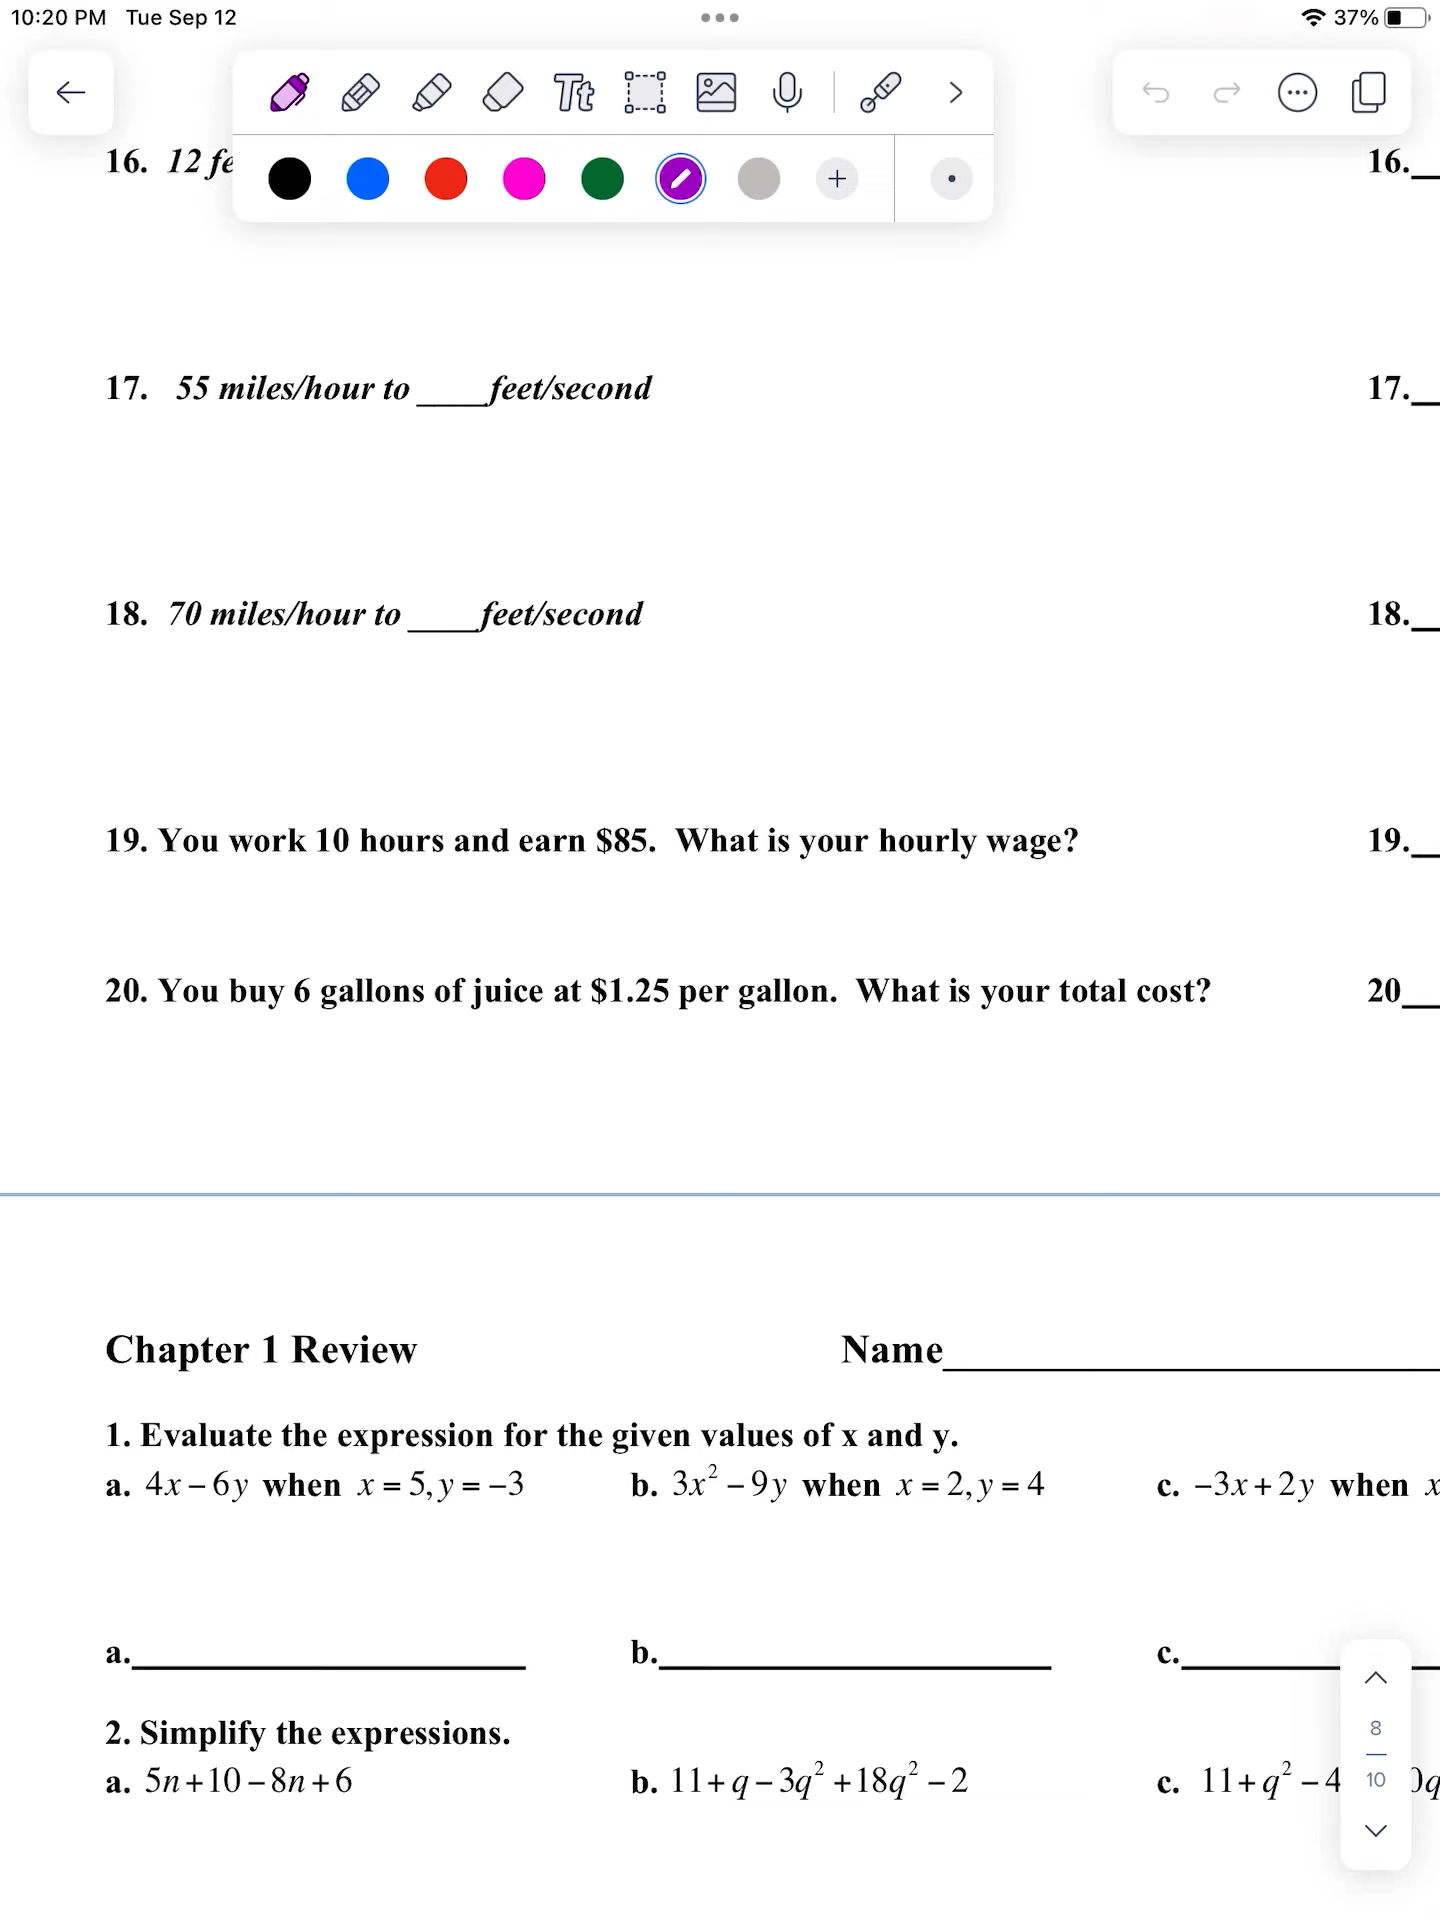 10:20 PM Tue Sep 12
37%
Tt
16. 12 16.
17. 55 miles/hour to ____feet/second 17.
18. 70 miles/hour to ____feet/second 18.
19. You work 10 hours and earn $85. What is your hourly wage? 19.
20. You buy 6 gallons of juice at $1.25 per gallon. What is your total cost? 20
Chapter 1 Review Name
1. Evaluate the expression for the given values of x and y.
a. 4x − 6y when x = 5, y = −3 b. 3x² − 9y when x = 2, y = 4 c. −3x + 2y when x
a. b. c.
2. Simplify the expressions.
a. 5n + 10 − 8n + 6 b. 11 + q − 3q² + 18q² − 2 c. 11 + q² − 4
8
10